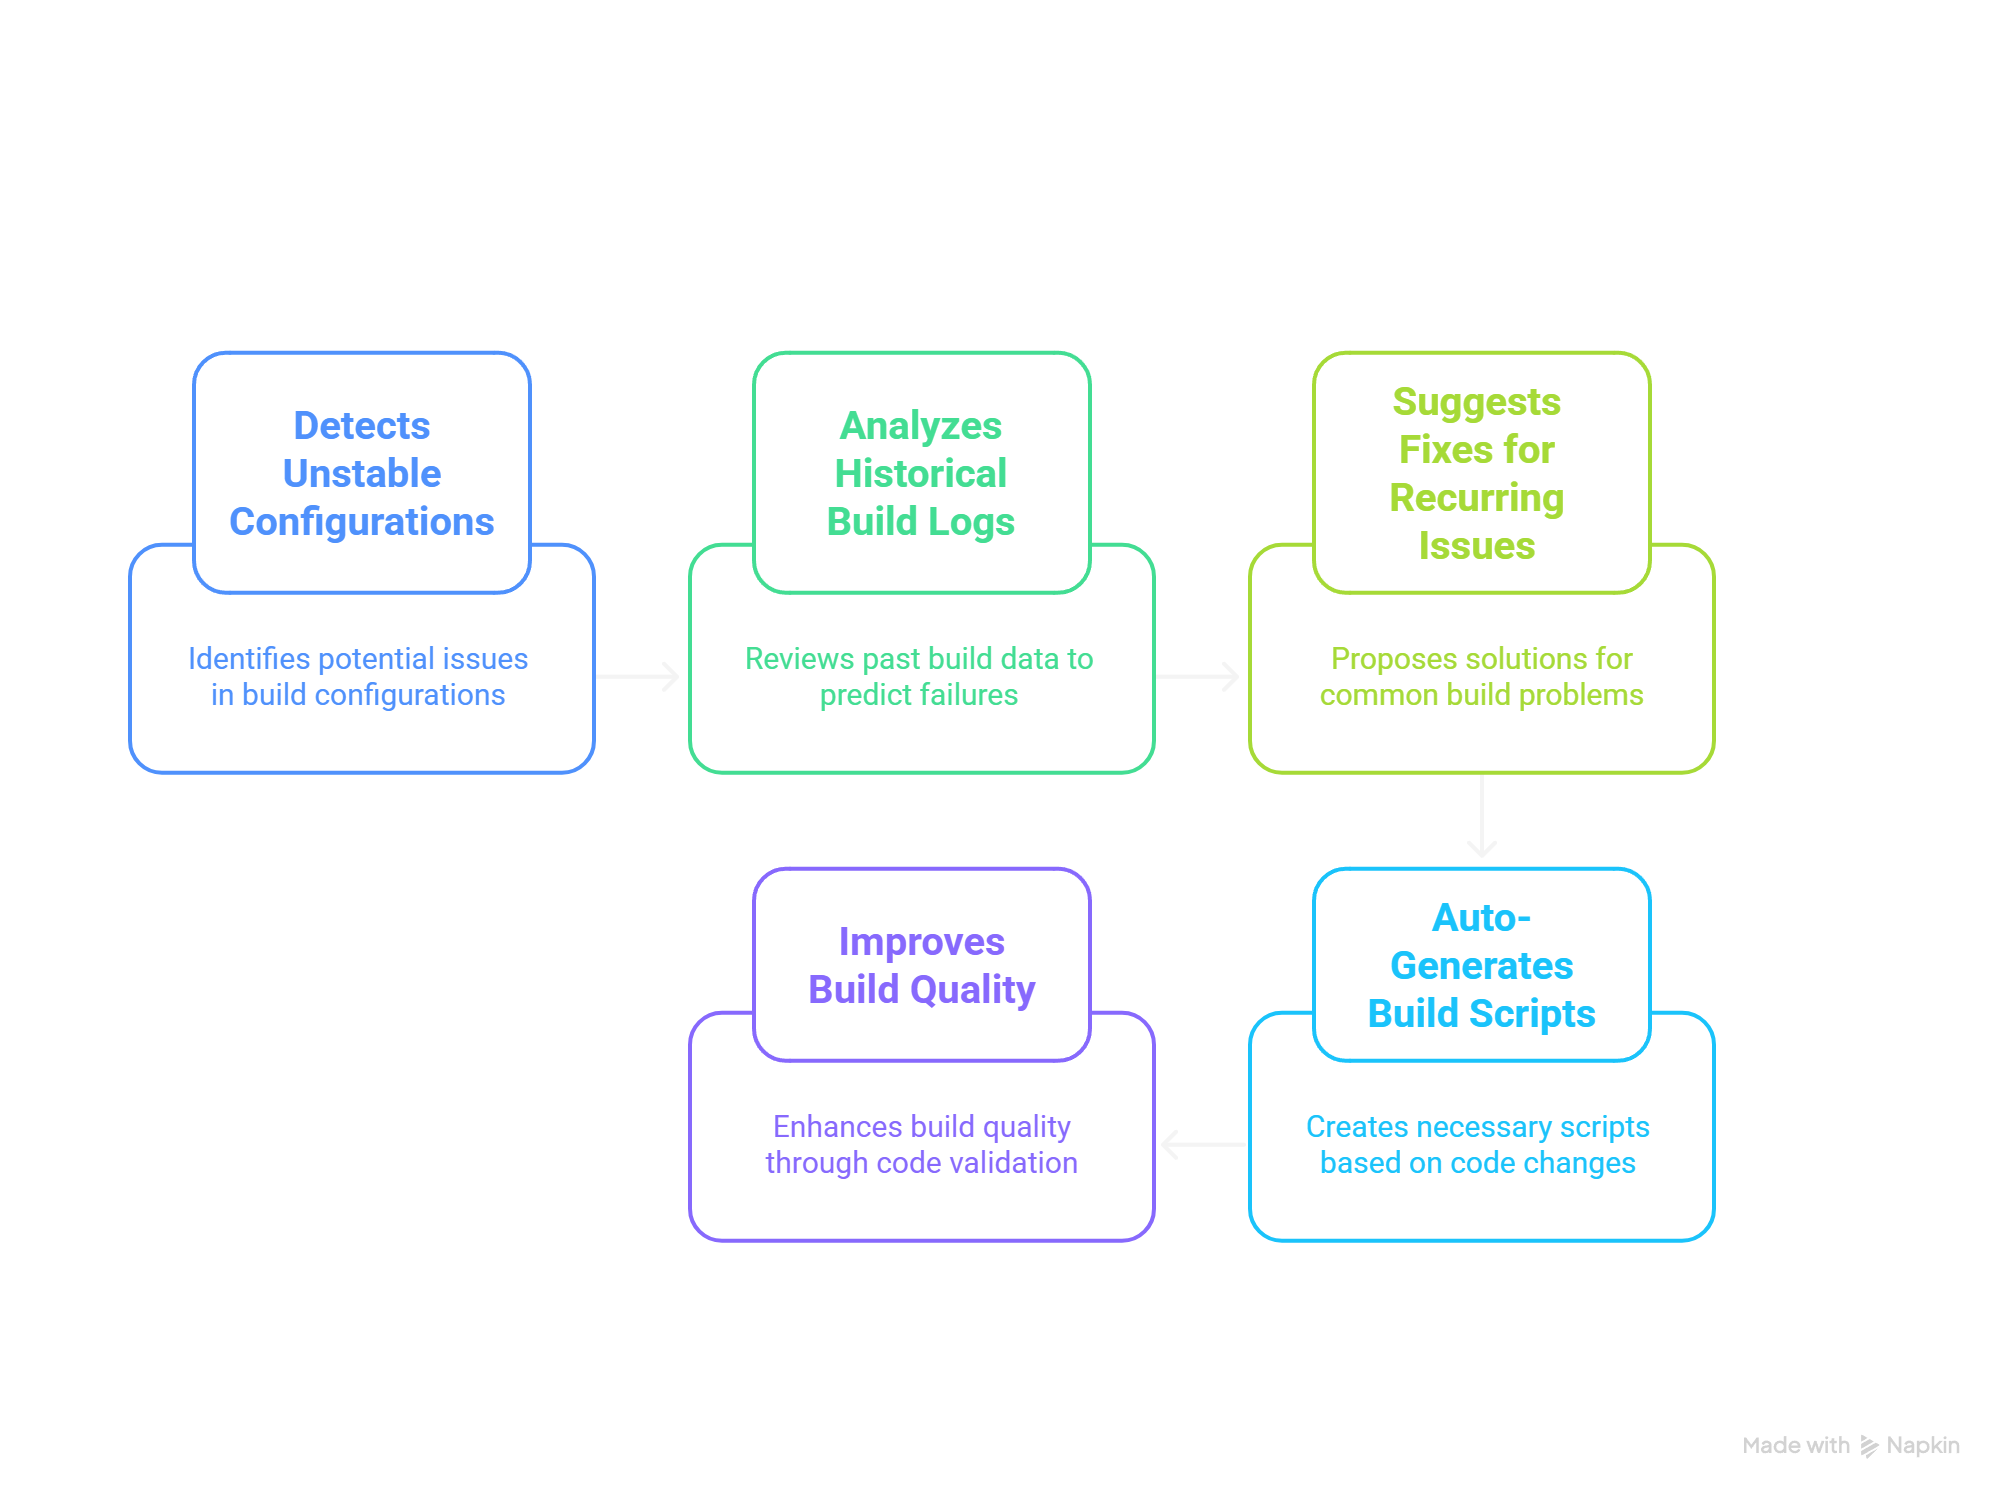 Detects
Unstable
Configurations
Identifies potential issues
in build configurations
Analyzes
Historical
Build Logs
Reviews past build data to
predict failures
Suggests
Fixes for
Recurring
Issues
Proposes solutions for
common build problems
Auto-
Generates
Build Scripts
Creates necessary scripts
based on code changes
Improves
Build Quality
Enhances build quality
through code validation
Made with Napkin